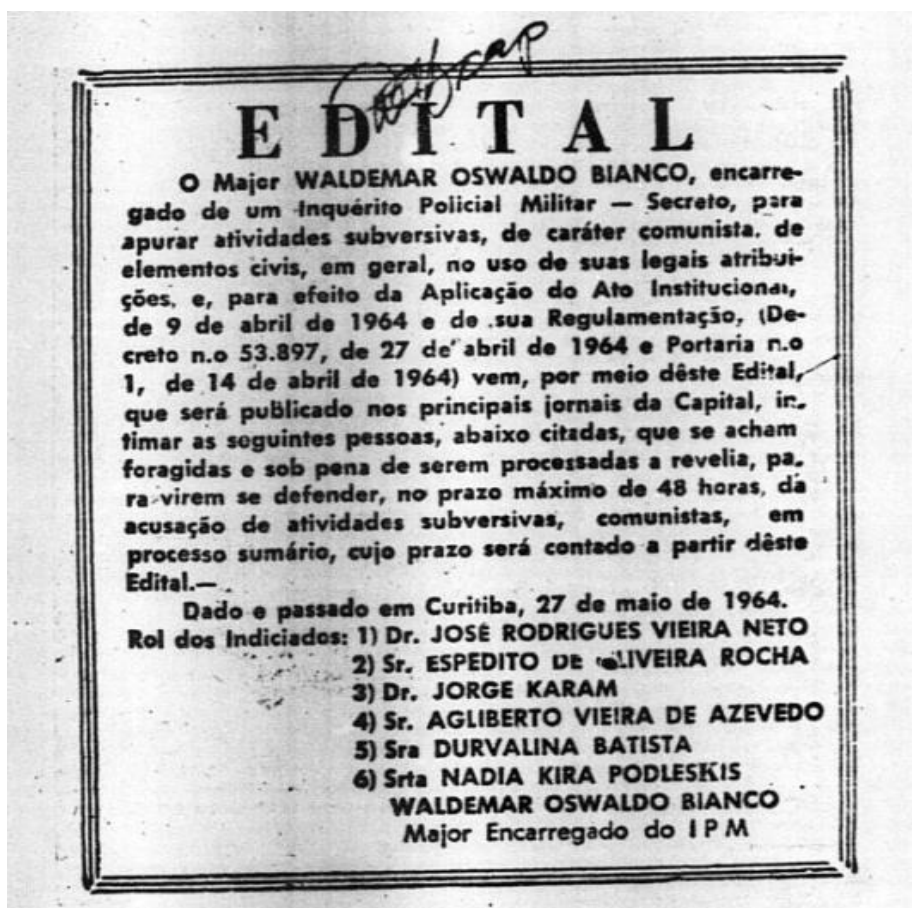 EDITAL
O Major WALDEMAR OSWALDO BIANCO, encarre-
gado de um Inquérito Policial Militar — Secreto, para
apurar atividades subversivas, de caráter comunista, de
elementos civis, em geral, no uso de suas legais atribui-
ções, e, para efeito da Aplicação do Ato Institucional,
de 9 de abril de 1964 e de sua Regulamentação, (De-
creto n.o 53.897, de 27 de abril de 1964 e Portaria n.o
1, de 14 de abril de 1964) vem, por meio dêste Edital,
que será publicado nos principais jornais da Capital, in-
timar as seguintes pessoas, abaixo citadas, que se acham
foragidas e sob pena de serem processadas a revelia, pa-
ra virem se defender, no prazo máximo de 48 horas, da
acusação de atividades subversivas, comunistas, em
processo sumário, cujo prazo será contado a partir dêste
Edital.—
Dado e passado em Curitiba, 27 de maio de 1964.
Rol dos Indiciados: 1) Dr. JOSÉ RODRIGUES VIEIRA NETO
2) Sr. ESPEDITO DE OLIVEIRA ROCHA
3) Dr. JORGE KARAM
4) Sr. AGLIBERTO VIEIRA DE AZEVEDO
5) Sra DURVALINA BATISTA
6) Srta NADIA KIRA PODLESKIS
WALDEMAR OSWALDO BIANCO
Major Encarregado do I P M